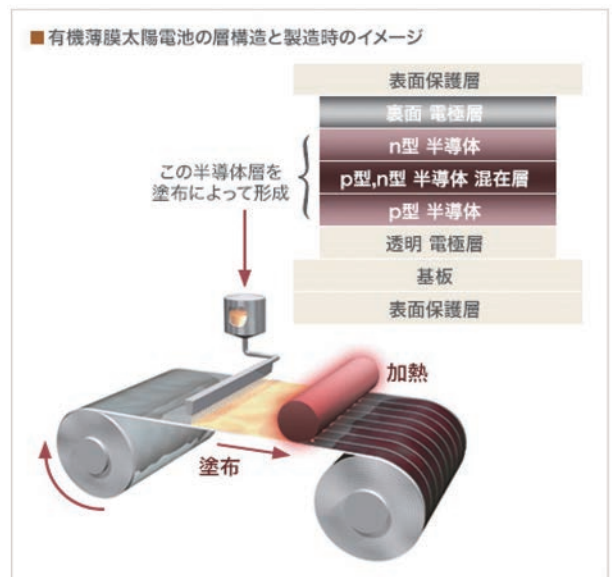 ■有機薄膜太陽電池の層構造と製造時のイメージ
表面保護層
裏面 電極層
n型 半導体
p型,n型 半導体 混在層
p型 半導体
透明 電極層
基板
表面保護層
この半導体層を
塗布によって形成
加熱
塗布